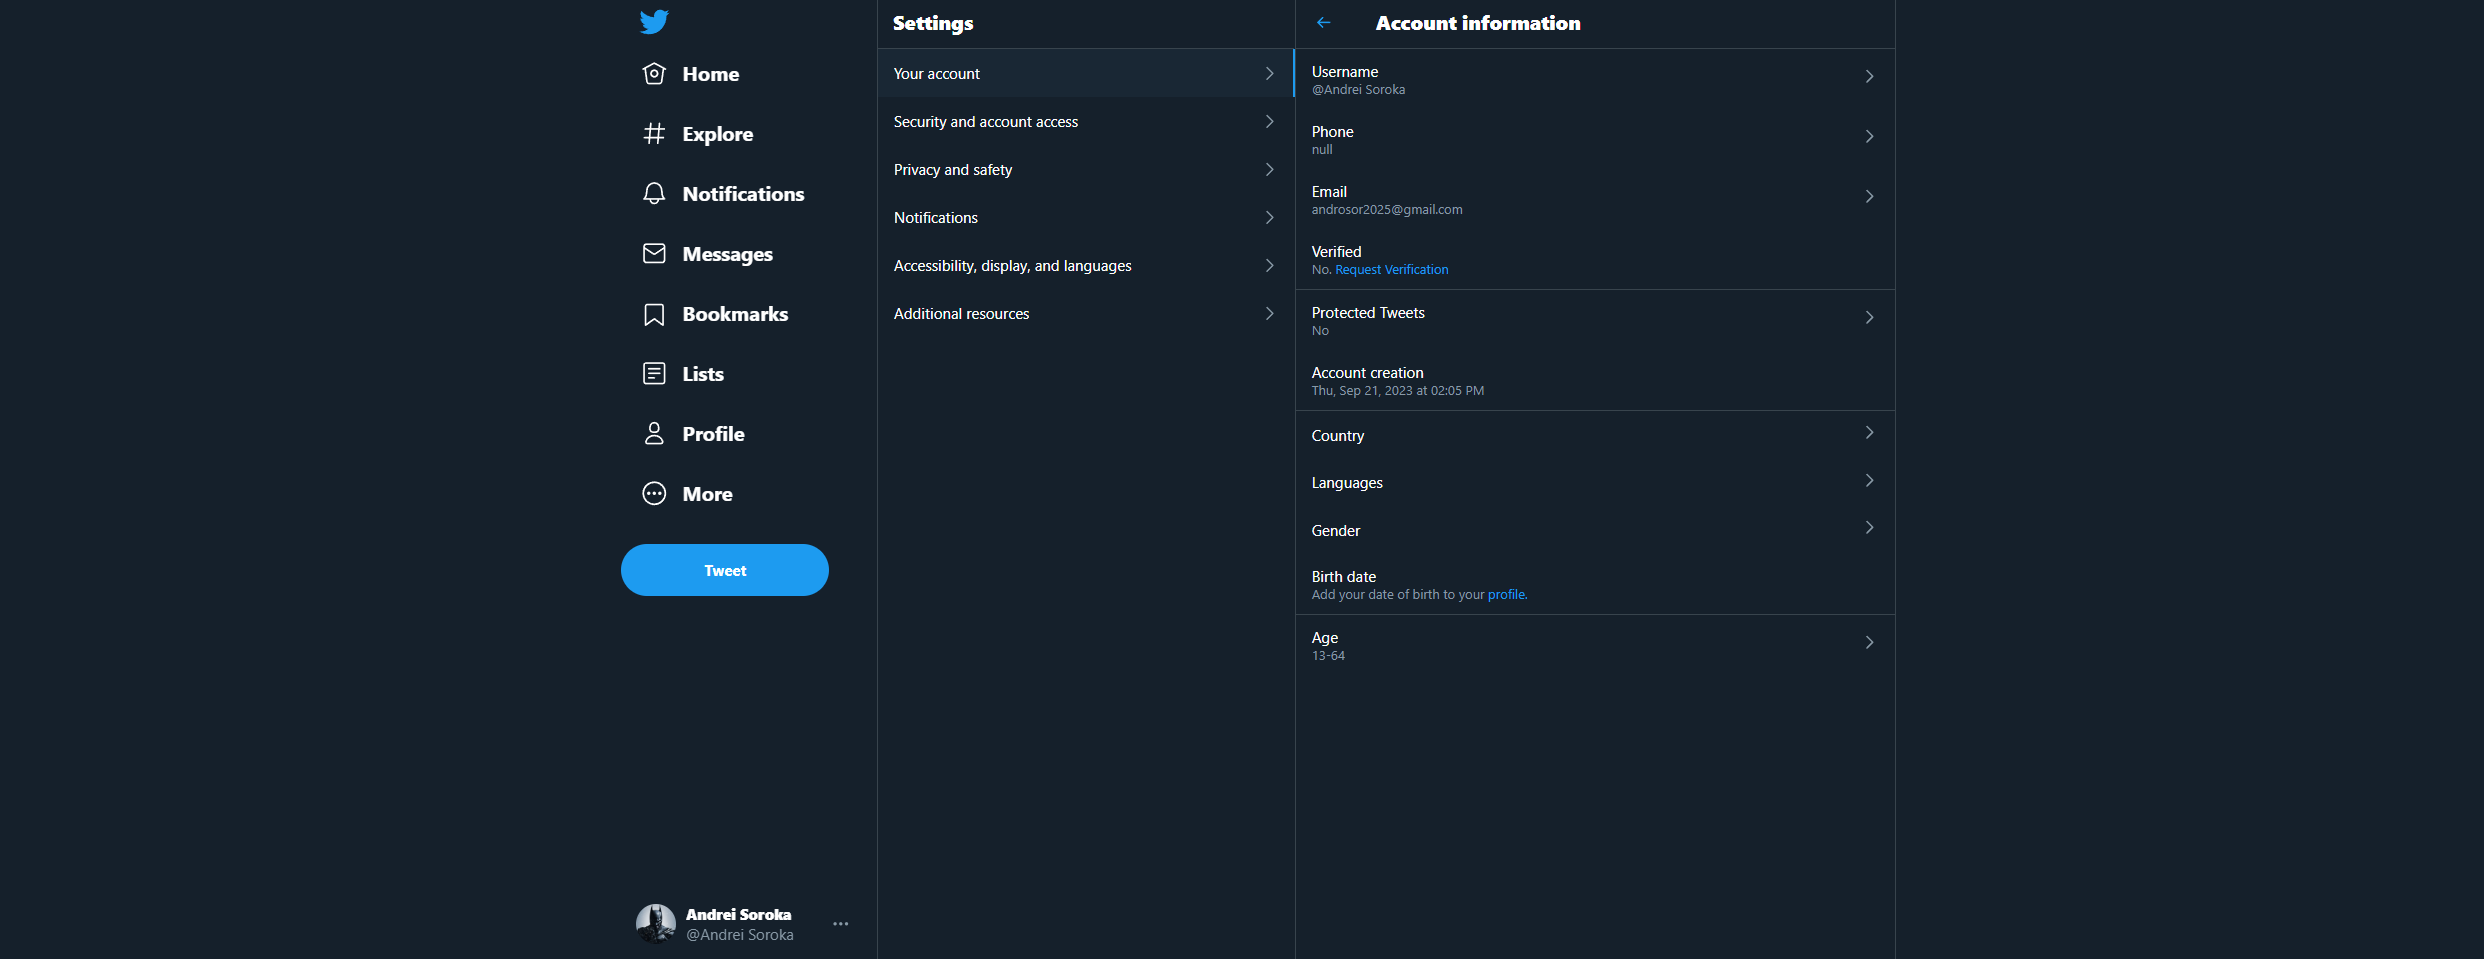 Home
Explore
Notifications
Messages
Bookmarks
Lists
Profile
More
Tweet
Andrei Soroka
@Andrei Soroka
Settings
Your account
Security and account access
Privacy and safety
Notifications
Accessibility, display, and languages
Additional resources
Account information
Username
@Andrei Soroka
Phone
null
Email
androsor2025@gmail.com
Verified
No. Request Verification
Protected Tweets
No
Account creation
Thu, Sep 21, 2023 at 02:05 PM
Country
Languages
Gender
Birth date
Add your date of birth to your profile.
Age
13-64